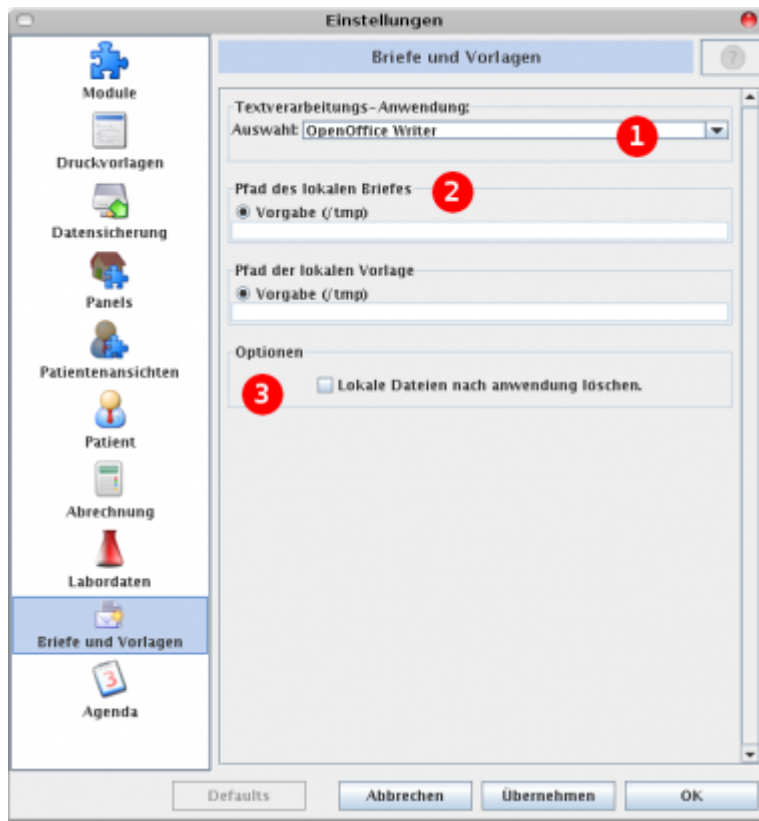 Einstellungen
Module
Druckvorlagen
Datensicherung
Panels
Patientenansichten
Patient
Abrechnung
Labordaten
Briefe und Vorlagen
3
Agenda
Briefe und Vorlagen
?
Textverarbeitungs-Anwendung:
Auswahl: OpenOffice Writer
1
Pfad des lokalen Briefes
2
Vorgabe (/tmp)
Pfad der lokalen Vorlage
Vorgabe (/tmp)
Optionen
3
Lokale Dateien nach anwendung löschen.
Defaults
Abbrechen
Übernehmen
OK